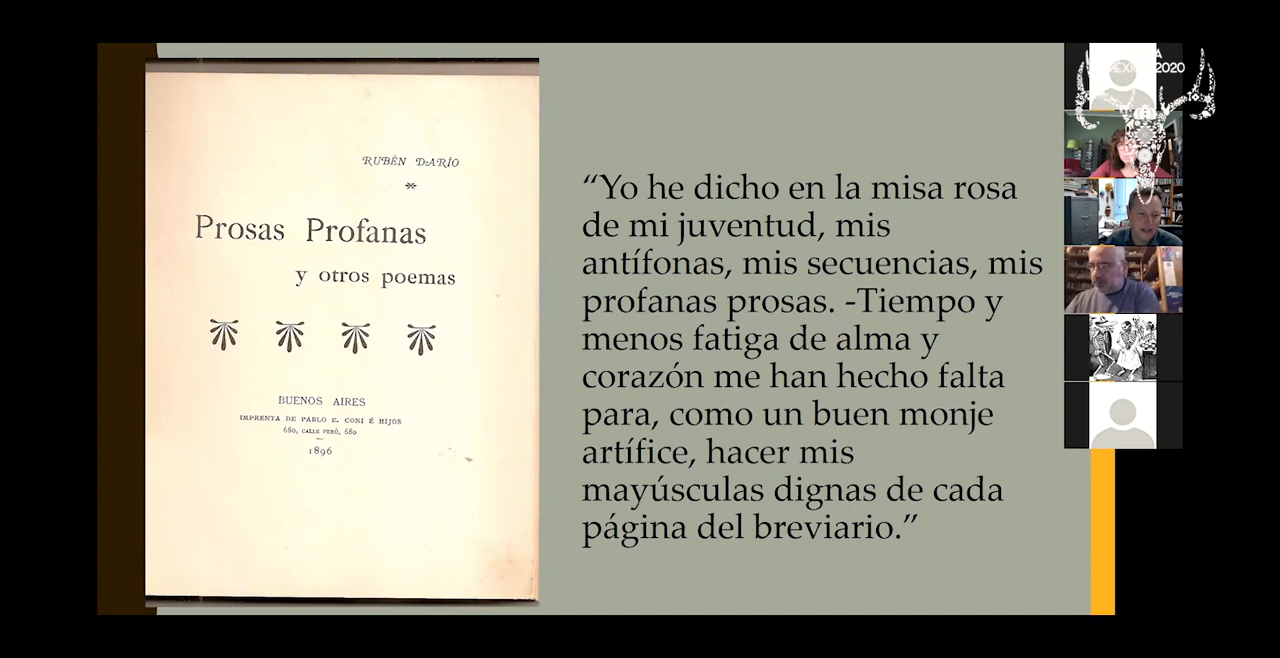 RUBÉN DARÍO
Prosas Profanas
y otros poemas
BUENOS AIRES
IMPRENTA DE PABLO E. CONI É HIJOS
680, CALLE PERÚ, 680
1896
“Yo he dicho en la misa rosa
de mi juventud, mis
antífonas, mis secuencias, mis
profanas prosas. -Tiempo y
menos fatiga de alma y
corazón me han hecho falta
para, como un buen monje
artífice, hacer mis
mayúsculas dignas de cada
página del breviario.”
2020